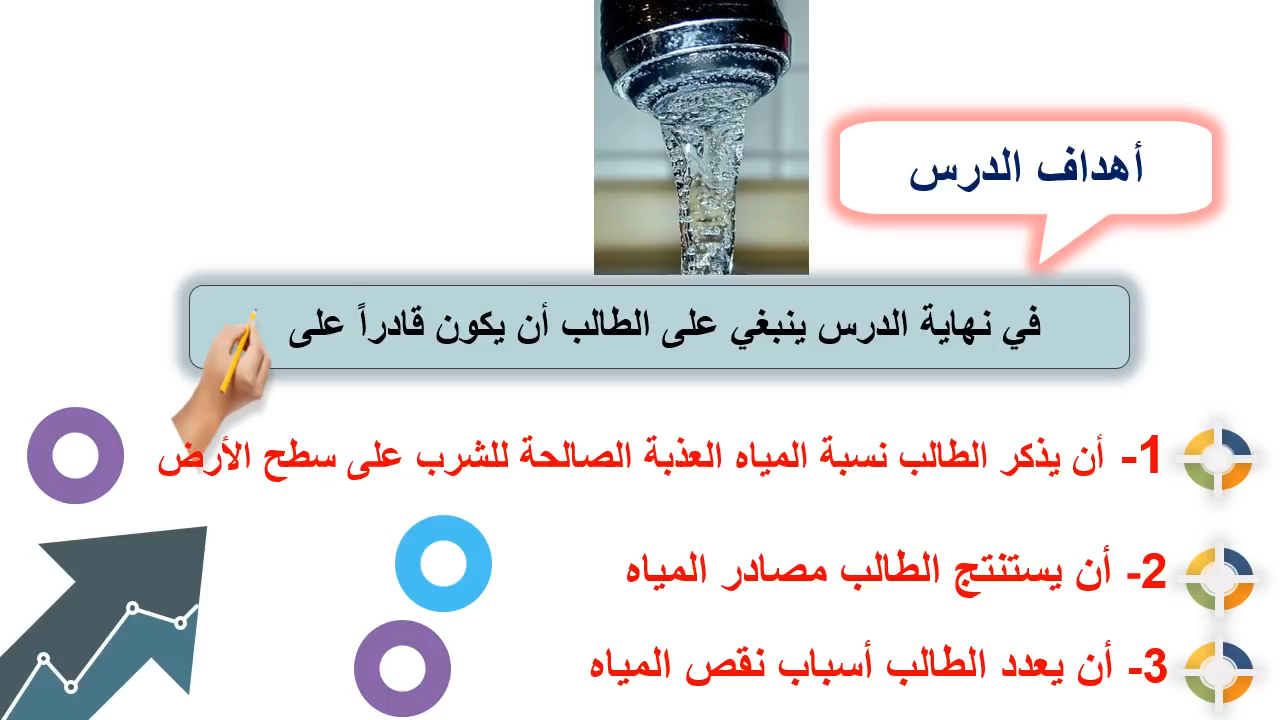 أهداف الدرس
في نهاية الدرس ينبغي على الطالب أن يكون قادراً على
1- أن يذكر الطالب نسبة المياه العذبة الصالحة للشرب على سطح الأرض
2- أن يستنتج الطالب مصادر المياه
3- أن يعدد الطالب أسباب نقص المياه